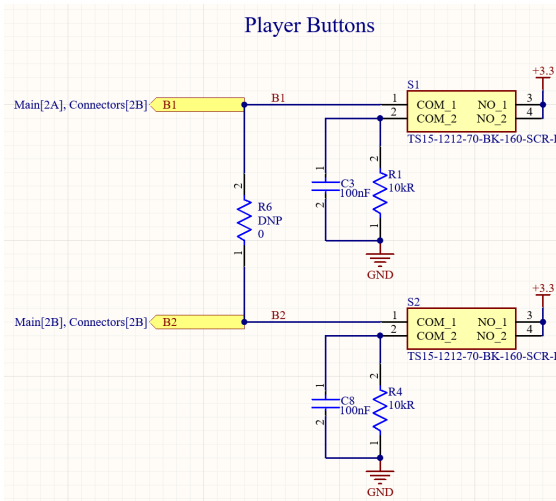 Player Buttons
+3.3
S1
Main[2A], Connectors[2B] B1 B1 1 COM_1 NO_1 3
2 COM_2 NO_2 4
TS15-1212-70-BK-160-SCR-
1 2
C3 R1
100nF 10kR
2 1
GND
2
R6
DNP
0
1
+3.3
S2
Main[2B], Connectors[2B] B2 B2 1 COM_1 NO_1 3
2 COM_2 NO_2 4
TS15-1212-70-BK-160-SCR-
1 2
C8 R4
100nF 10kR
2 1
GND